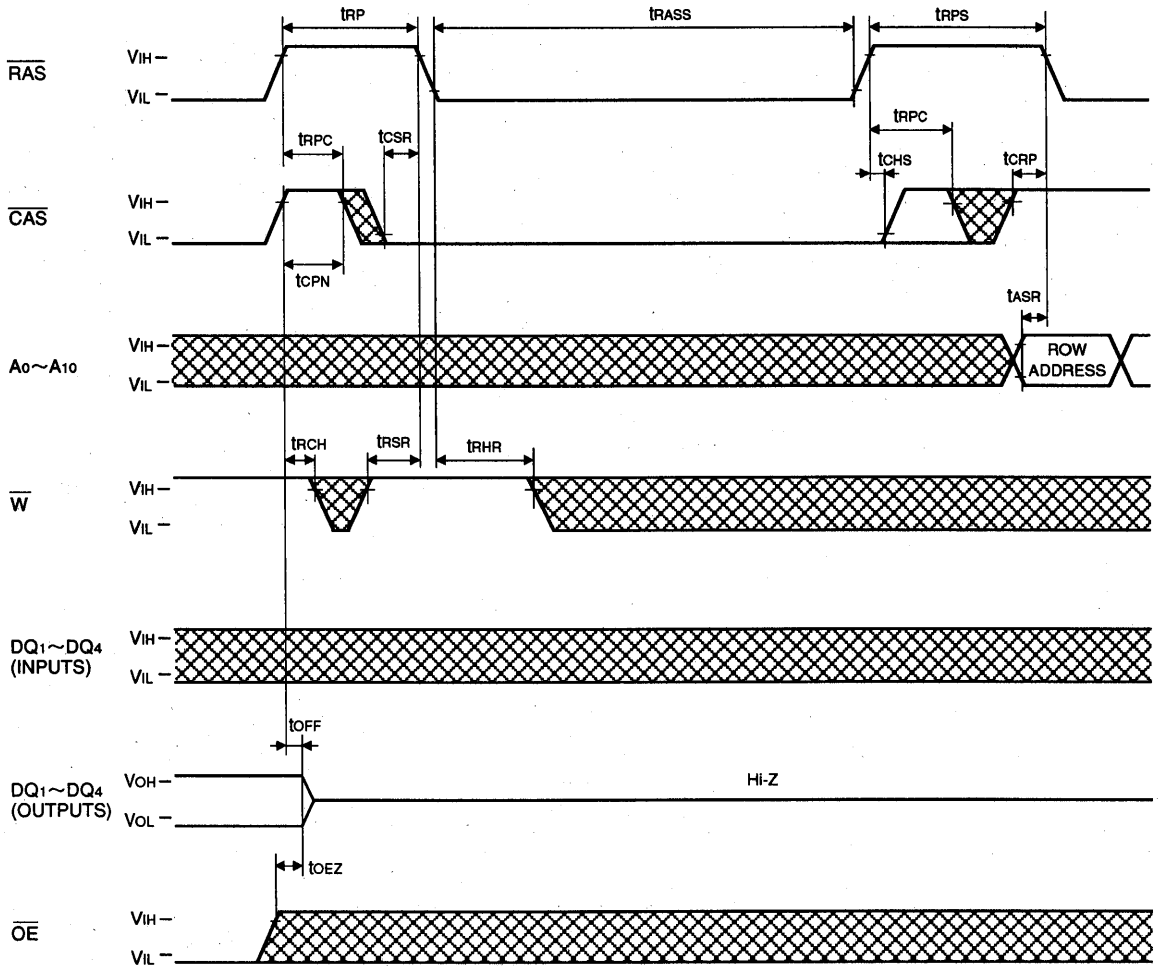 tRP tRASS tRPS
RAS VIH
VIL
tRPC tCSR tRPC
tCHS tCRP
CAS VIH
VIL
tCPN
tASR
A0~A10 VIH
VIL
ROW
ADDRESS
tRCH tRSR tRHR
W VIH
VIL
DQ1~DQ4
(INPUTS)
VIH
VIL
tOFF
DQ1~DQ4
(OUTPUTS)
VOH
VOL
Hi-Z
tOEZ
OE VIH
VIL